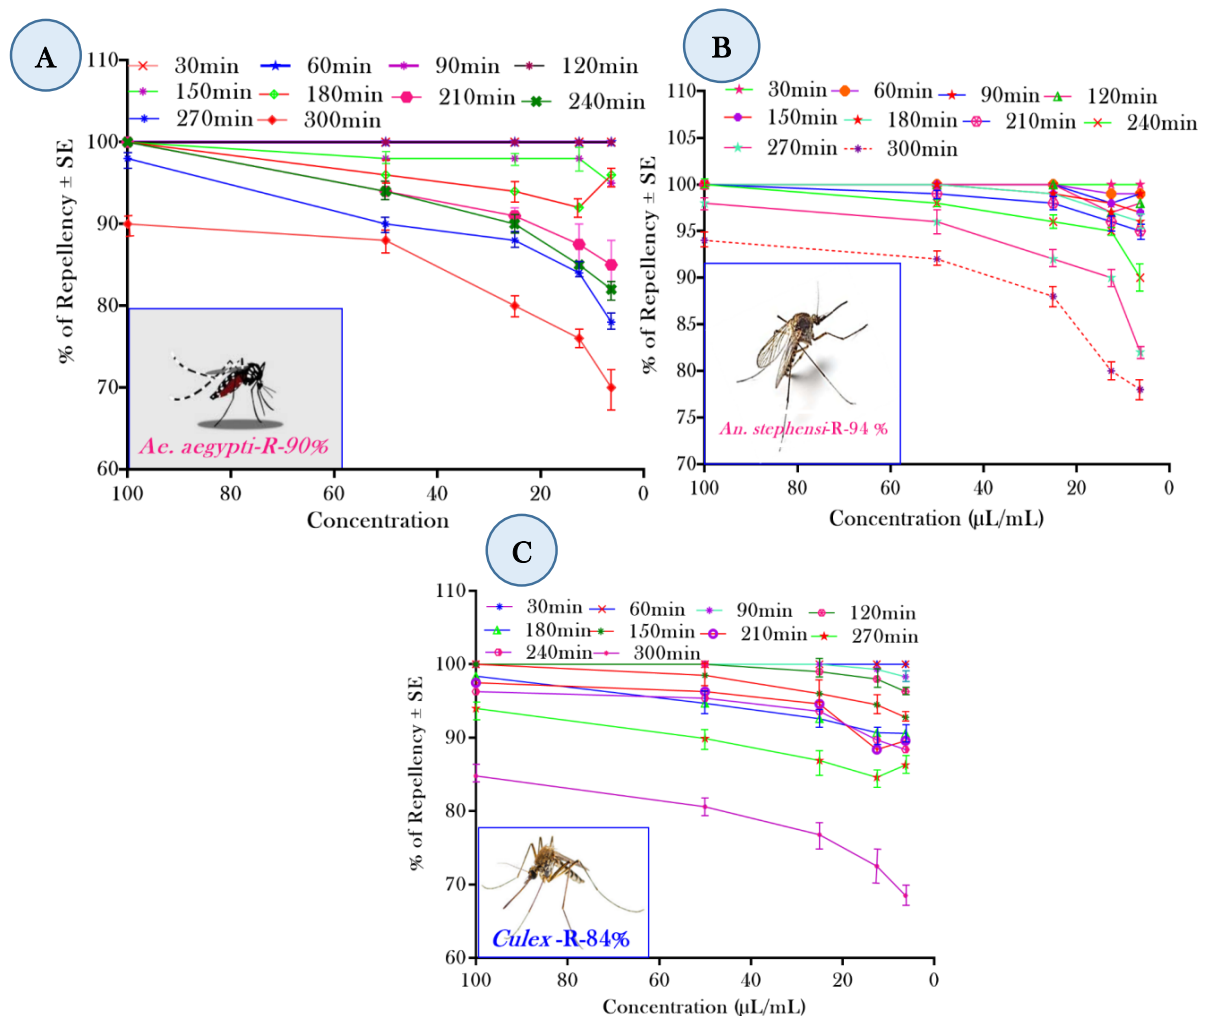 A
110
30min 60min 90min 120min
150min 180min 210min 240min
270min 300min
100
90
80
70
60
% of Repellency ± SE
Ae. aegypti-R-90%
100 80 60 40 20 0
Concentration
B
110
30min 60min 90min 120min
150min 180min 210min 240min
270min 300min
105
100
95
90
85
80
75
70
% of Repellency ± SE
An. stephensi-R-94 %
100 80 60 40 20 0
Concentration (µL/mL)
C
110
30min 60min 90min 120min
180min 150min 210min 270min
240min 300min
100
90
80
70
60
% of Repellency ± SE
Culex -R-84%
100 80 60 40 20 0
Concentration (µL/mL)